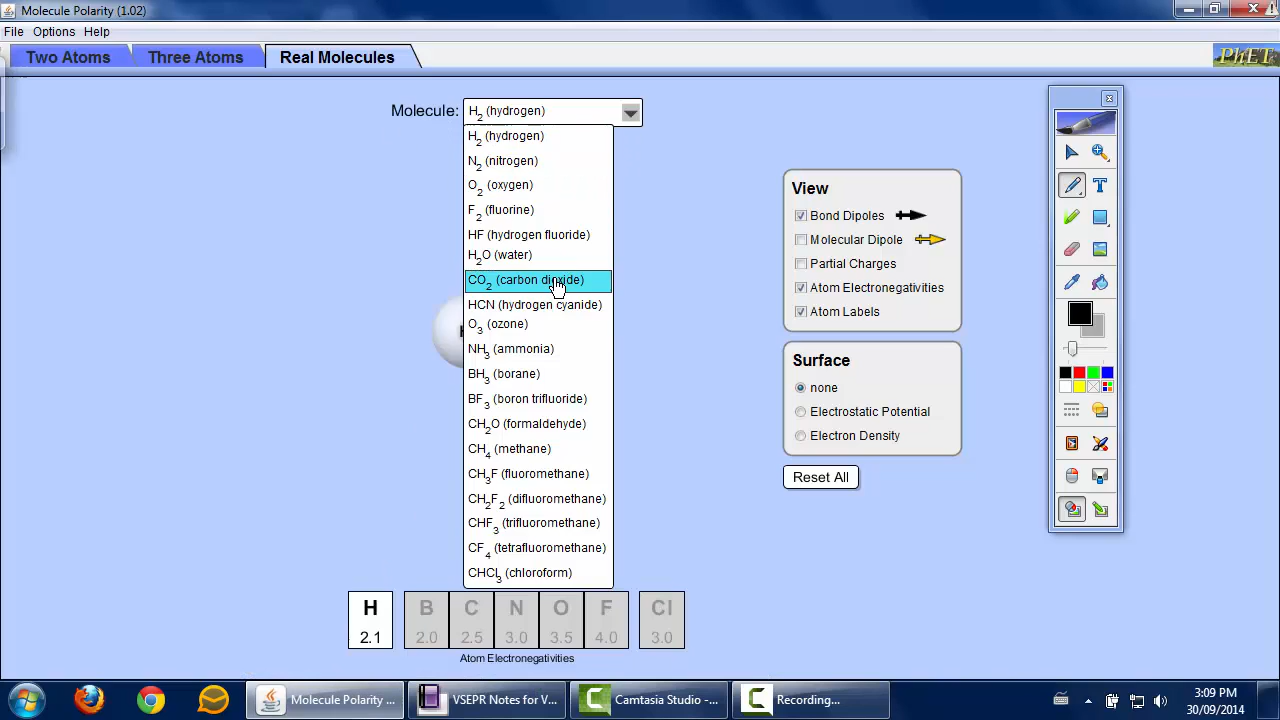 Molecule Polarity (1.02)
File Options Help
Two Atoms Three Atoms Real Molecules PhET
Molecule: H2 (hydrogen)
H2 (hydrogen)
N2 (nitrogen)
O2 (oxygen)
F2 (fluorine)
HF (hydrogen fluoride)
H2O (water)
CO2 (carbon dioxide)
HCN (hydrogen cyanide)
O3 (ozone)
NH3 (ammonia)
BH3 (borane)
BF3 (boron trifluoride)
CH2O (formaldehyde)
CH4 (methane)
CH3F (fluoromethane)
CH2F2 (difluoromethane)
CHF3 (trifluoromethane)
CF4 (tetrafluoromethane)
CHCl3 (chloroform)
View
Bond Dipoles
Molecular Dipole
Partial Charges
Atom Electronegativities
Atom Labels
Surface
none
Electrostatic Potential
Electron Density
Reset All
T
H B C N O F Cl
2.1 2.0 2.5 3.0 3.5 4.0 3.0
Atom Electronegativities
Molecule Polarit... VSEPR Notes for V... Camtasia Studio -... Recording...
3:09 PM
30/09/2014